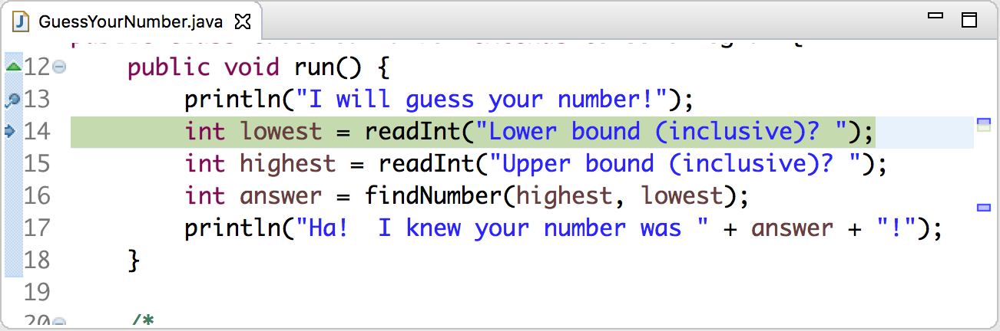 GuessYourNumber.java
12 public void run() {
13 println("I will guess your number!");
14 int lowest = readInt("Lower bound (inclusive)? ");
15 int highest = readInt("Upper bound (inclusive)? ");
16 int answer = findNumber(highest, lowest);
17 println("Ha!  I knew your number was " + answer + "!");
18 }
19
20 /*